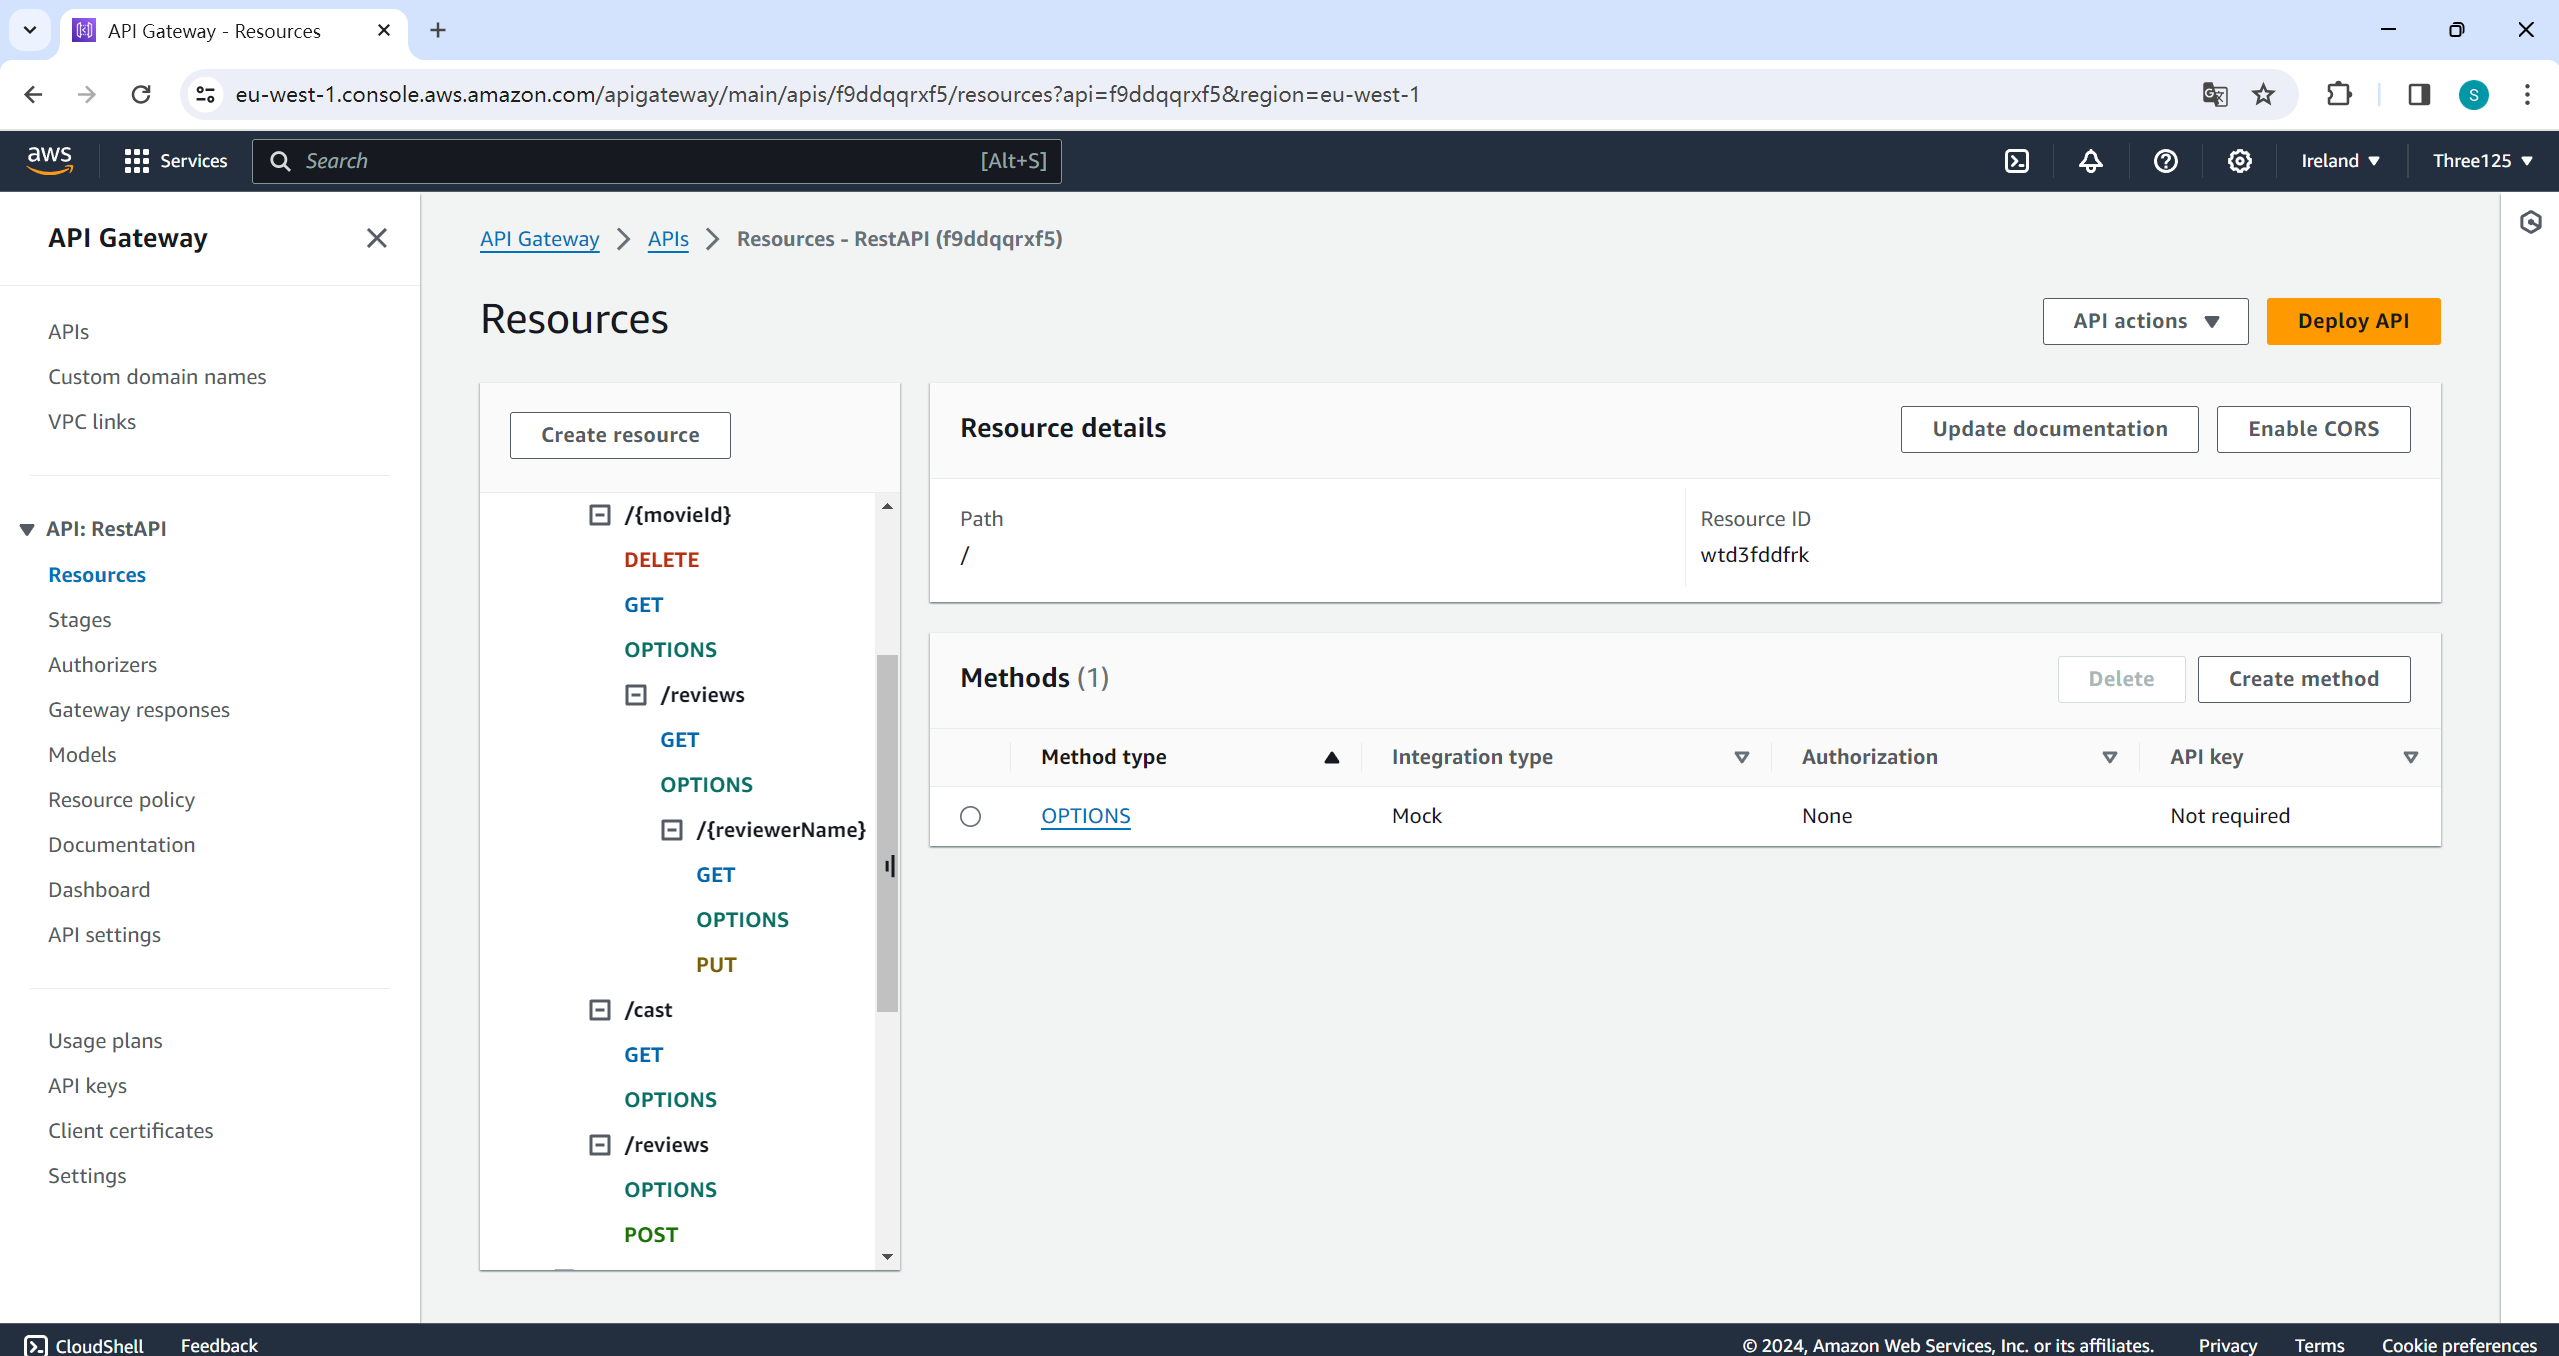 API Gateway - Resources
eu-west-1.console.aws.amazon.com/apigateway/main/apis/f9ddqqrxf5/resources?api=f9ddqqrxf5&region=eu-west-1
S
aws
Services
Search
[Alt+S]
Ireland
Three125
API Gateway
APIs
Custom domain names
VPC links
API: RestAPI
Resources
Stages
Authorizers
Gateway responses
Models
Resource policy
Documentation
Dashboard
API settings
Usage plans
API keys
Client certificates
Settings
API Gateway > APIs > Resources - RestAPI (f9ddqqrxf5)
Resources
API actions
Deploy API
Create resource
/{movieId}
DELETE
GET
OPTIONS
/reviews
GET
OPTIONS
/{reviewerName}
GET
OPTIONS
PUT
/cast
GET
OPTIONS
/reviews
OPTIONS
POST
Resource details
Update documentation
Enable CORS
Path
/
Resource ID
wtd3fddfrk
Methods (1)
Delete
Create method
Method type Integration type Authorization API key
OPTIONS Mock None Not required
CloudShell Feedback
© 2024, Amazon Web Services, Inc. or its affiliates. Privacy Terms Cookie preferences